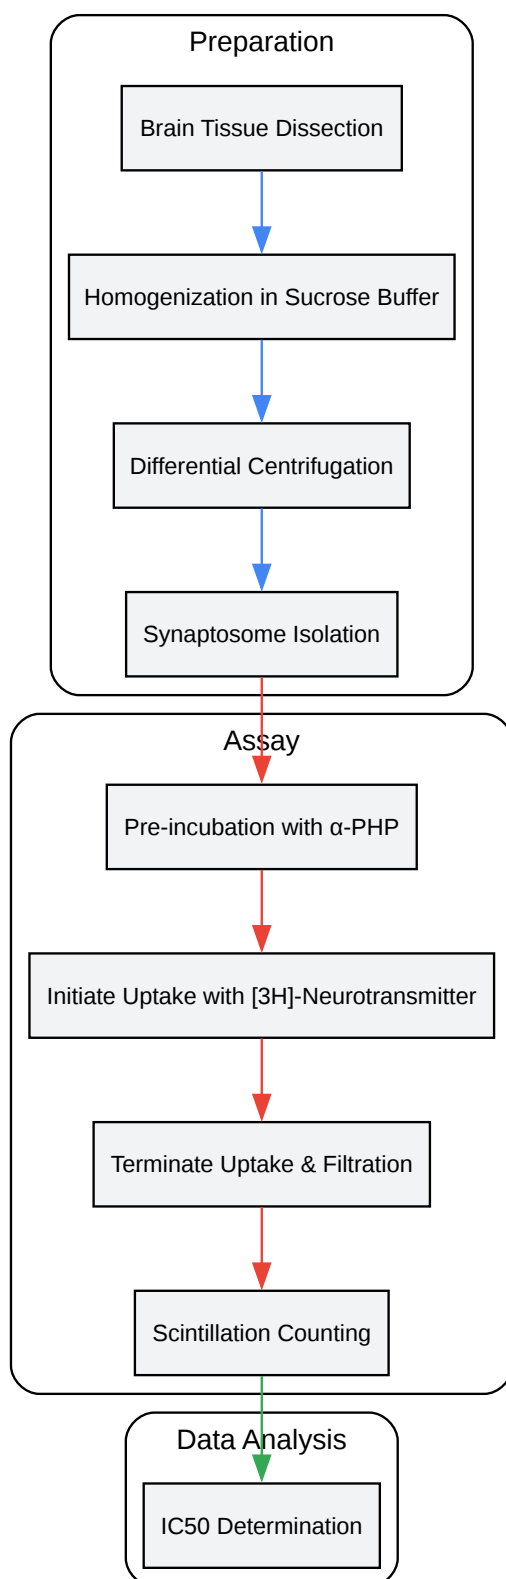 Preparation
Brain Tissue Dissection
Homogenization in Sucrose Buffer
Differential Centrifugation
Synaptosome Isolation
Assay
Pre-incubation with α-PHP
Initiate Uptake with [3H]-Neurotransmitter
Terminate Uptake & Filtration
Scintillation Counting
Data Analysis
IC50 Determination